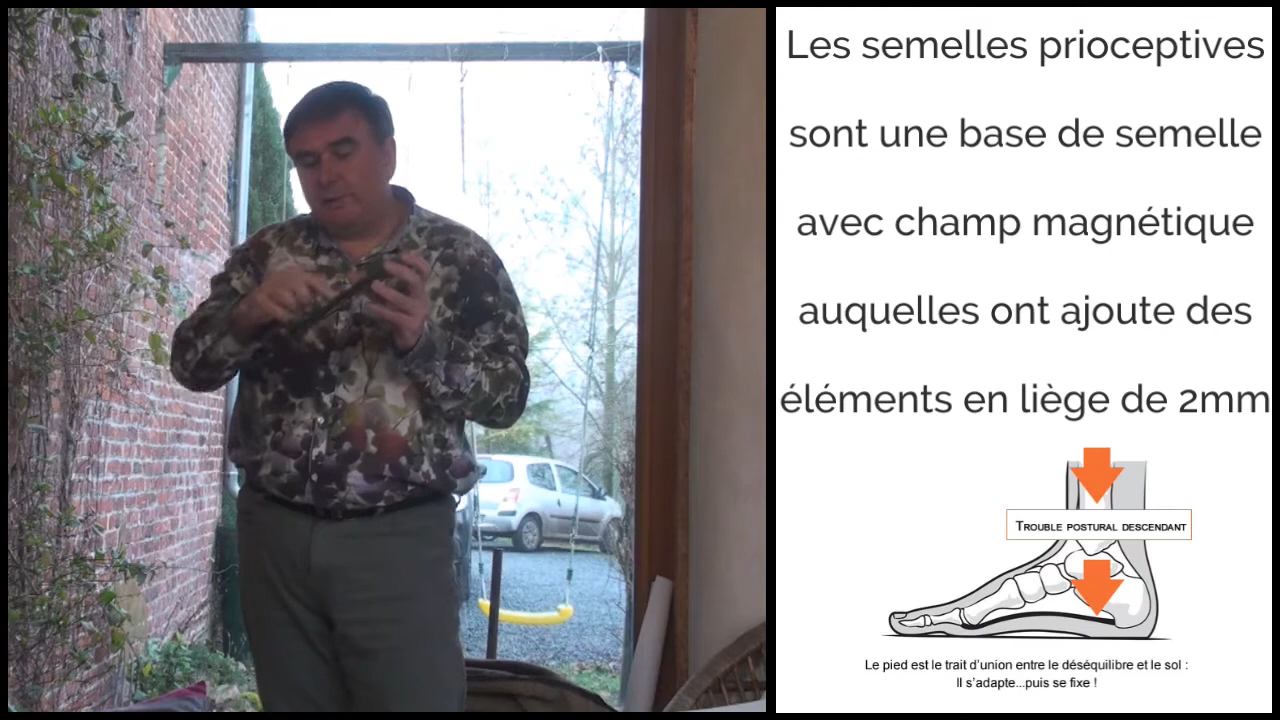 Les semelles prioceptives
sont une base de semelle
avec champ magnétique
auquelles ont ajoute des
éléments en liège de 2mm
TROUBLE POSTURAL DESCENDANT
Le pied est le trait d'union entre le déséquilibre et le sol :
Il s'adapte...puis se fixe !